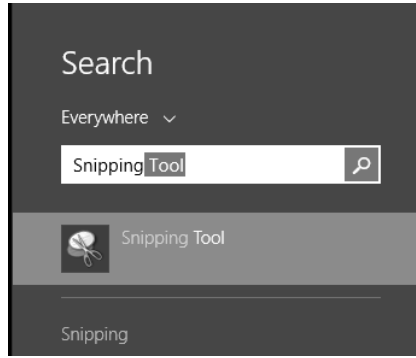 Search
Everywhere
Snipping Tool
Snipping Tool
Snipping